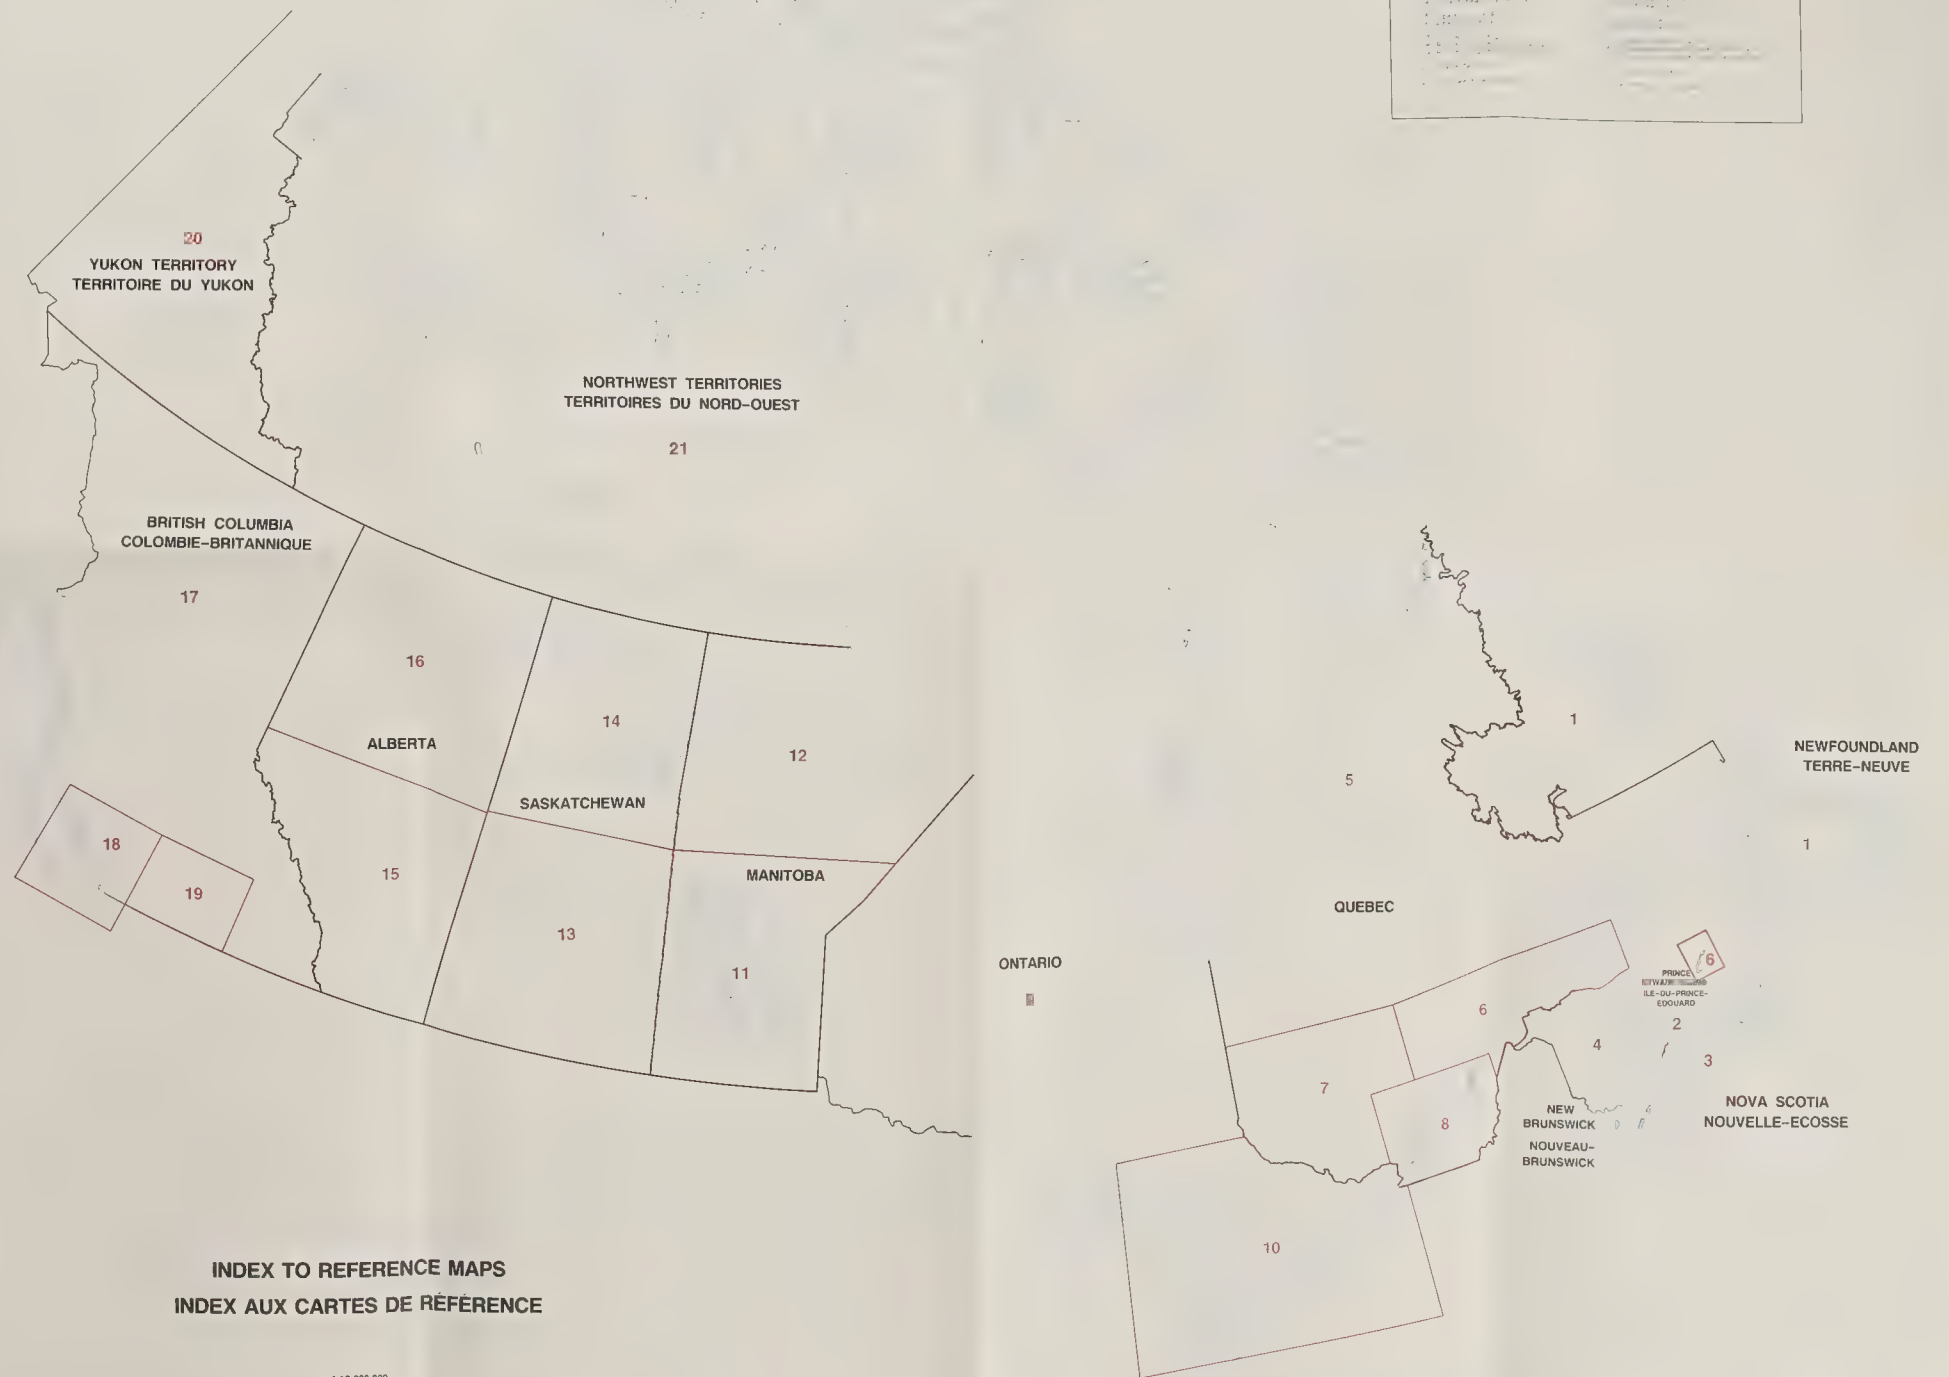 20
YUKON TERRITORY
TERRITOIRE DU YUKON
NORTHWEST TERRITORIES
TERRITOIRES DU NORD-OUEST
21
BRITISH COLUMBIA
COLOMBIE-BRITANNIQUE
17
16
14
12
ALBERTA
SASKATCHEWAN
MANITOBA
18
19
15
13
11
ONTARIO
1
5
NEWFOUNDLAND
TERRE-NEUVE
1
QUEBEC
6
PRINCE
ILE-DU-PRINCE-
EDOUARD
6
2
4
3
7
8
NEW
BRUNSWICK
NOUVEAU-
BRUNSWICK
NOVA SCOTIA
NOUVELLE-ECOSSE
10
INDEX TO REFERENCE MAPS
INDEX AUX CARTES DE RÉFÉRENCE